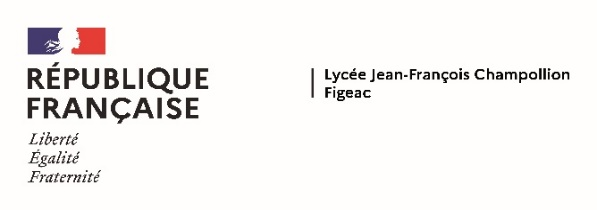 RÉPUBLIQUE
FRANÇAISE
Liberté
Égalité
Fraternité
Lycée Jean-François Champollion
Figeac